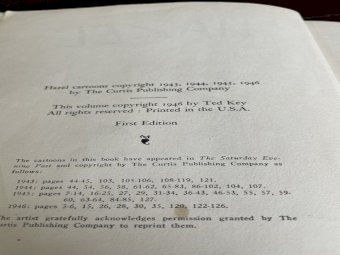 Hazel cartoons copyright 1943, 1944, 1945, 1946
by The Curtis Publishing Company
This volume copyright 1946 by Ted Key
All rights reserved : Printed in the U.S.A.
First Edition
The cartoons in this book have appeared in The Saturday Eve-
ning Post and copyright by The Curtis Publishing Company as
follows:
1943: pages 44-45, 103, 105-106, 108-119, 121.
1944: pages 44, 54, 56, 58, 61-62, 65-83, 86-102, 104, 107.
1945: pages 7-14, 16-25, 27, 29, 31-34, 36-43, 46-53, 55, 57, 59-
60, 63-64, 84-85, 127.
1946: pages 3-6, 15, 26, 28, 30, 35, 120, 122-126.
The artist gratefully acknowledges permission granted by The
Curtis Publishing Company to reprint them.